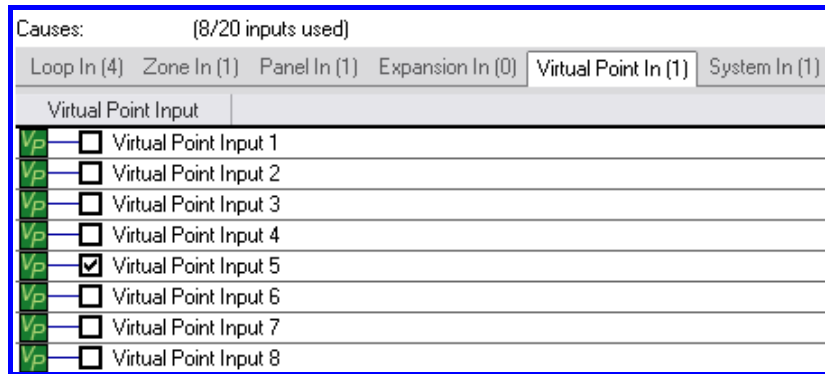 Causes: (8/20 inputs used)
Loop In (4) Zone In (1) Panel In (1) Expansion In (0) Virtual Point In (1) System In (1)
Virtual Point Input
VP Virtual Point Input 1
VP Virtual Point Input 2
VP Virtual Point Input 3
VP Virtual Point Input 4
VP Virtual Point Input 5
VP Virtual Point Input 6
VP Virtual Point Input 7
VP Virtual Point Input 8